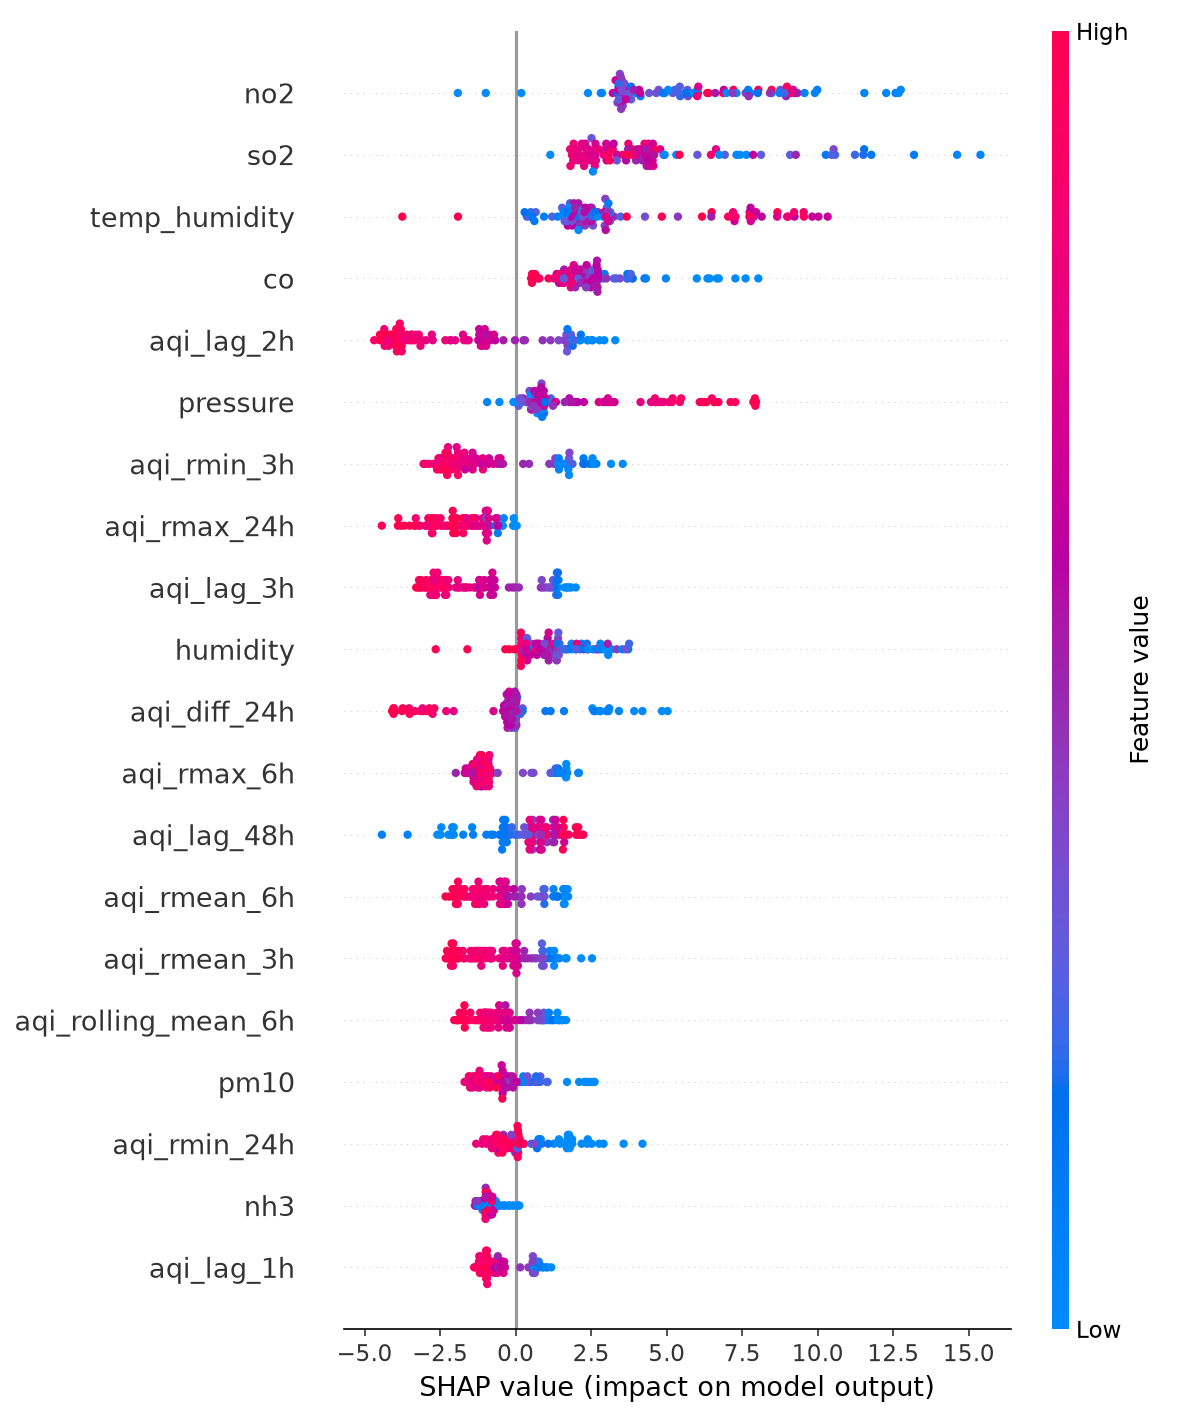 High
no2
so2
temp_humidity
co
aqi_lag_2h
pressure
aqi_rmin_3h
aqi_rmax_24h
aqi_lag_3h
humidity
aqi_diff_24h
aqi_rmax_6h
aqi_lag_48h
aqi_rmean_6h
aqi_rmean_3h
aqi_rolling_mean_6h
pm10
aqi_rmin_24h
nh3
aqi_lag_1h
Feature value
Low
−5.0 −2.5 0.0 2.5 5.0 7.5 10.0 12.5 15.0
SHAP value (impact on model output)